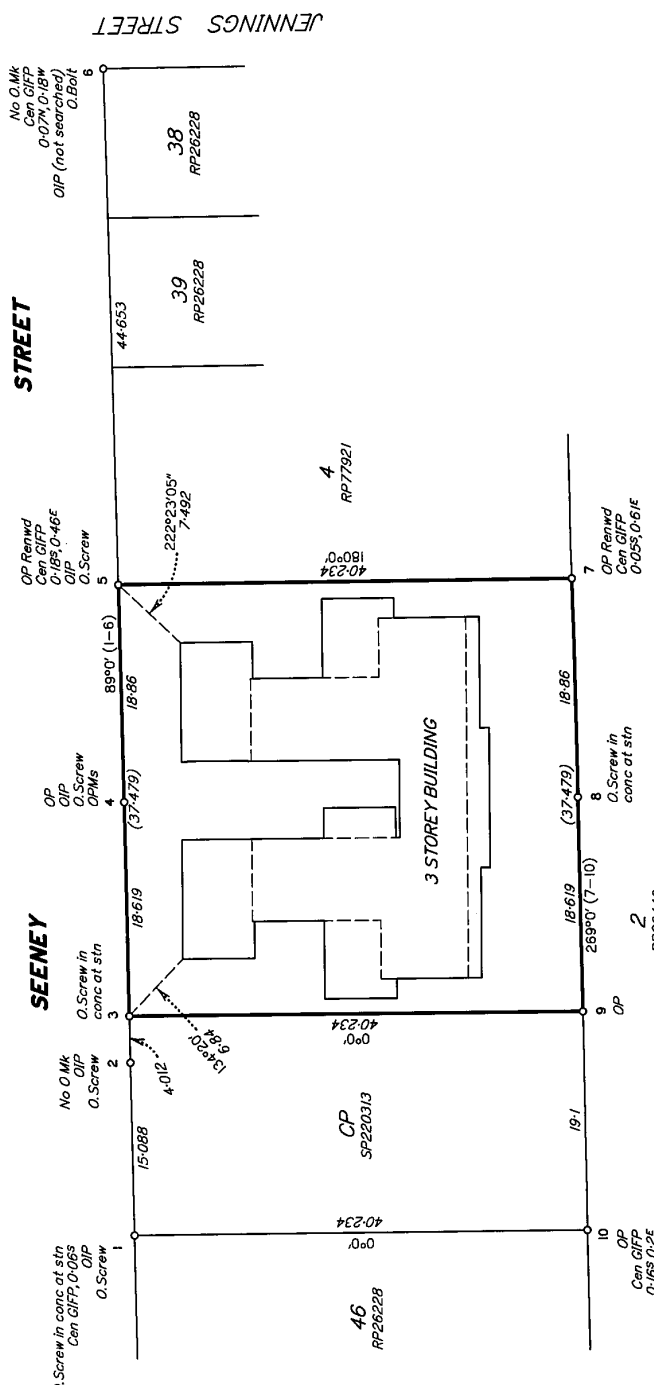 JENNINGS STREET
SEENEY STREET
O.Screw in conc at stn
Cen GIFP, 0·06S
OIP
O.Screw
1
15·088
No O Mk
OIP
O.Screw
2
4·012
O.Screw in
conc at stn
3
134°20'
6·84
18·619
OP
OIP
O.Screw
OPMs
4
(37·479)
18·86
89°0' (1-6)
OP Renwd
Cen GIFP
0·18S, 0·46E
OIP
O.Screw
5
222°23'05"
7·492
44·653
No O.Mk
Cen GIFP
0·07N, 0·18W
OIP (not searched)
O.Bolt
6
46
RP26228
0°0'
40·234
CP
SP220313
0°0'
40·234
3 STOREY BUILDING
180°0'
40·234
4
RP77921
39
RP26228
38
RP26228
10
OP
Cen GIFP
0·16S 0·2E
19·1
9
OP
18·619
269°0' (7-10)
2
(37·479)
8
O.Screw in
conc at stn
18·86
7
OP Renwd
Cen GIFP
0·05S, 0·61E